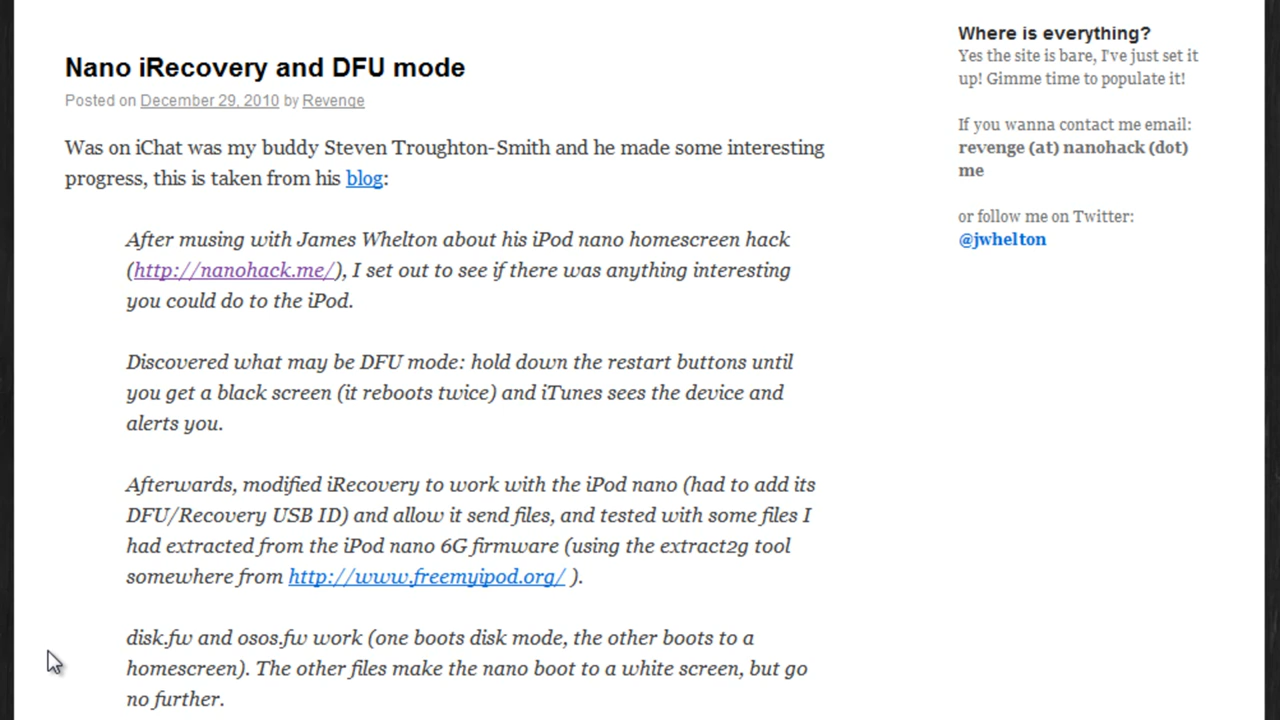 Nano iRecovery and DFU mode
Posted on December 29, 2010 by Revenge
Was on iChat was my buddy Steven Troughton-Smith and he made some interesting
progress, this is taken from his blog:
After musing with James Whelton about his iPod nano homescreen hack
(http://nanohack.me/), I set out to see if there was anything interesting
you could do to the iPod.
Discovered what may be DFU mode: hold down the restart buttons until
you get a black screen (it reboots twice) and iTunes sees the device and
alerts you.
Afterwards, modified iRecovery to work with the iPod nano (had to add its
DFU/Recovery USB ID) and allow it send files, and tested with some files I
had extracted from the iPod nano 6G firmware (using the extract2g tool
somewhere from http://www.freemyipod.org/ ).
disk.fw and osos.fw work (one boots disk mode, the other boots to a
homescreen). The other files make the nano boot to a white screen, but go
no further.
Where is everything?
Yes the site is bare, I've just set it
up! Gimme time to populate it!
If you wanna contact me email:
revenge (at) nanohack (dot)
me
or follow me on Twitter:
@jwhelton